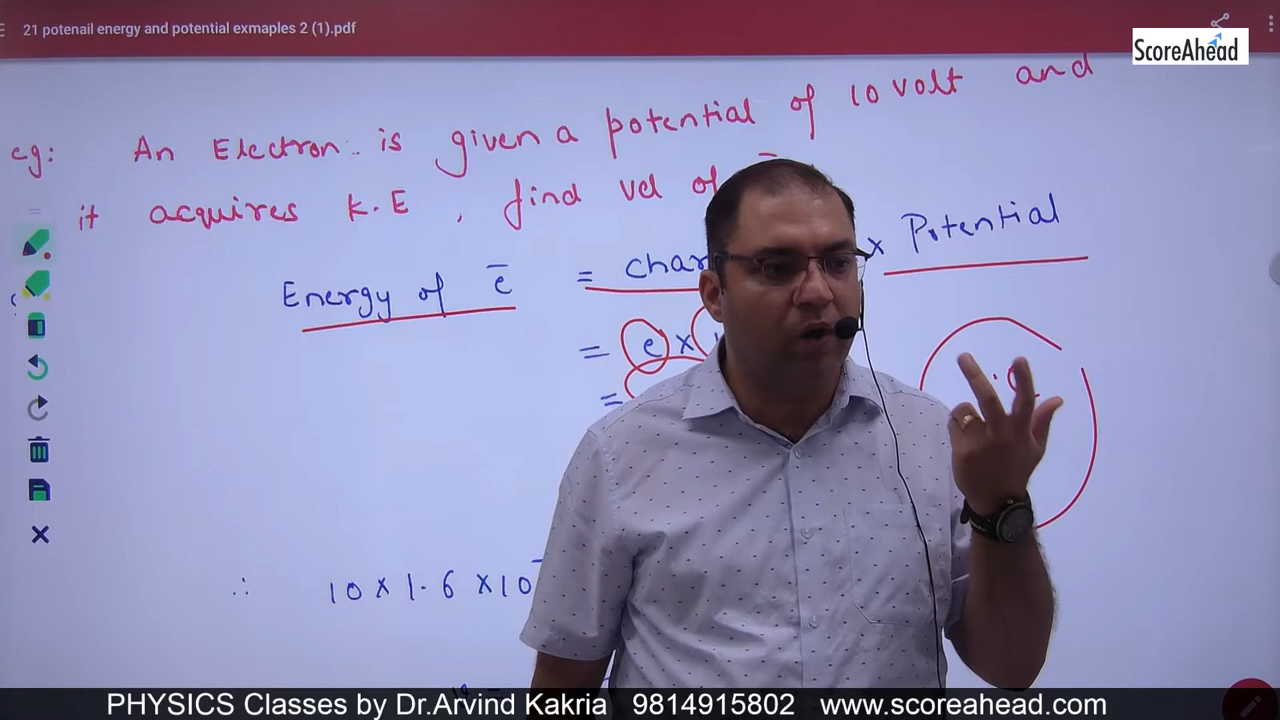 21 potenail energy and potential exmaples 2 (1).pdf
ScoreAhead
eg: An Electron is given a potential of 10 volt and
it acquires K.E , find vel of
Energy of e̅ = × Potential
= e ×
=
∴ 10 × 1.6 × 10
PHYSICS Classes by Dr.Arvind Kakria 9814915802 www.scoreahead.com